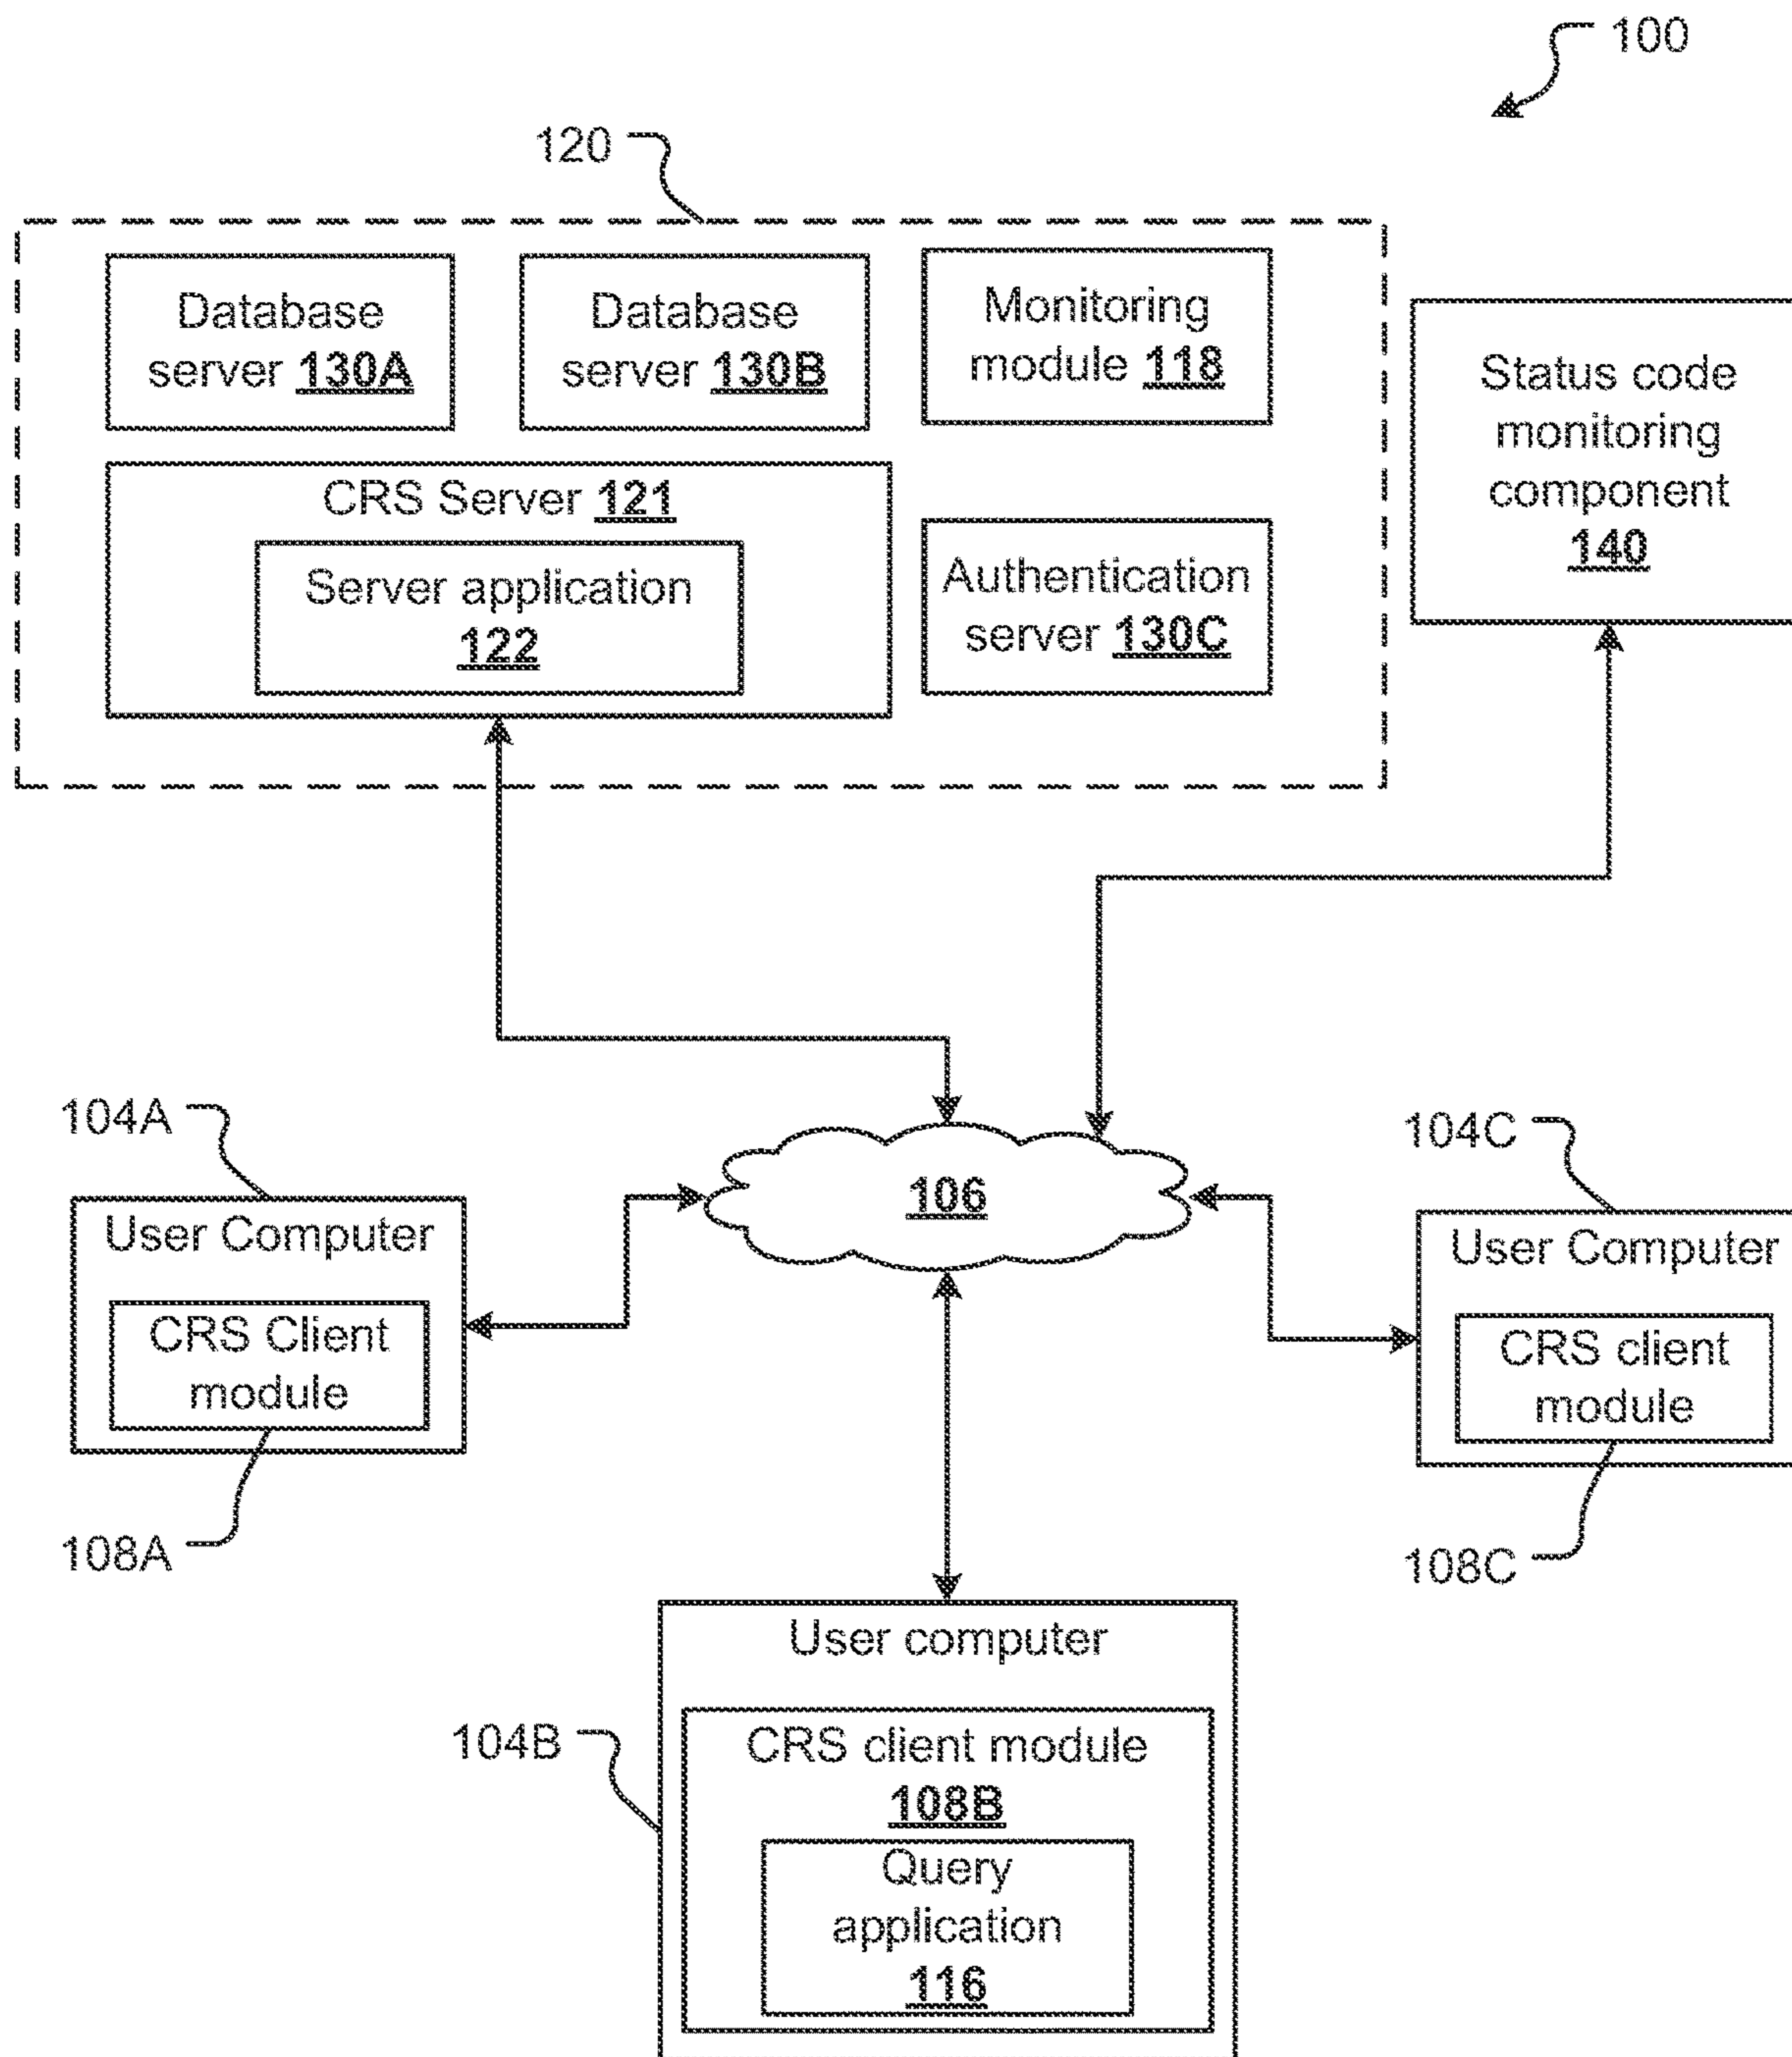 100
120
Database
server 130A
Database
server 130B
Monitoring
module 118
Status code
monitoring
component
140
CRS Server 121
Server application
122
Authentication
server 130C
104A
User Computer
CRS Client
module
108A
106
104C
User Computer
CRS client
module
108C
104B
User computer
CRS client module
108B
Query
application
116